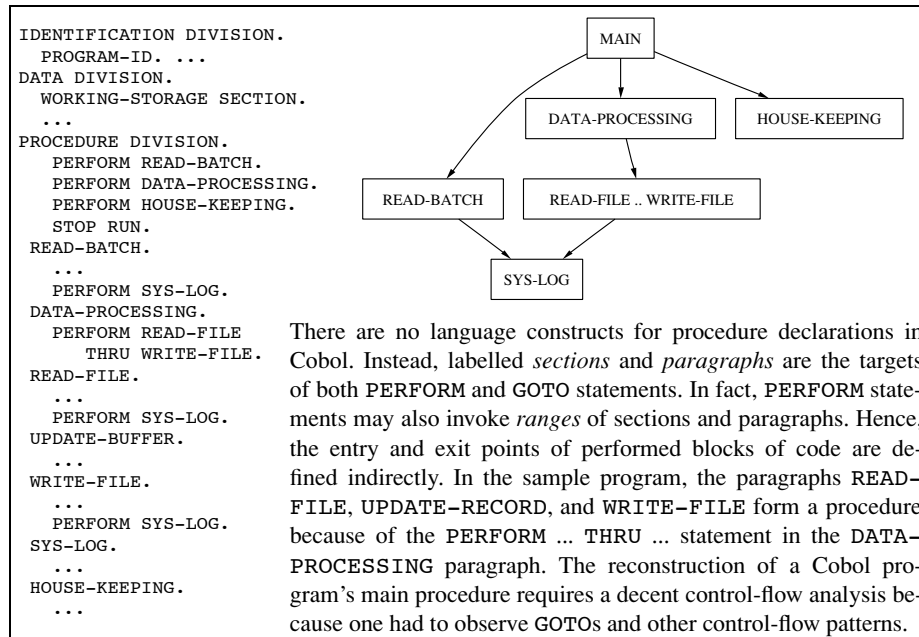 IDENTIFICATION DIVISION.
PROGRAM-ID. ...
DATA DIVISION.
WORKING-STORAGE SECTION.
...
PROCEDURE DIVISION.
PERFORM READ-BATCH.
PERFORM DATA-PROCESSING.
PERFORM HOUSE-KEEPING.
STOP RUN.
READ-BATCH.
...
PERFORM SYS-LOG.
DATA-PROCESSING.
PERFORM READ-FILE
THRU WRITE-FILE.
READ-FILE.
...
PERFORM SYS-LOG.
UPDATE-BUFFER.
...
WRITE-FILE.
...
PERFORM SYS-LOG.
SYS-LOG.
...
HOUSE-KEEPING.
...
MAIN
DATA-PROCESSING
HOUSE-KEEPING
READ-BATCH
READ-FILE .. WRITE-FILE
SYS-LOG
There are no language constructs for procedure declarations in
Cobol. Instead, labelled sections and paragraphs are the targets
of both PERFORM and GOTO statements. In fact, PERFORM state-
ments may also invoke ranges of sections and paragraphs. Hence,
the entry and exit points of performed blocks of code are de-
fined indirectly. In the sample program, the paragraphs READ-
FILE, UPDATE-RECORD, and WRITE-FILE form a procedure
because of the PERFORM ... THRU ... statement in the DATA-
PROCESSING paragraph. The reconstruction of a Cobol pro-
gram's main procedure requires a decent control-flow analysis be-
cause one had to observe GOTOs and other control-flow patterns.